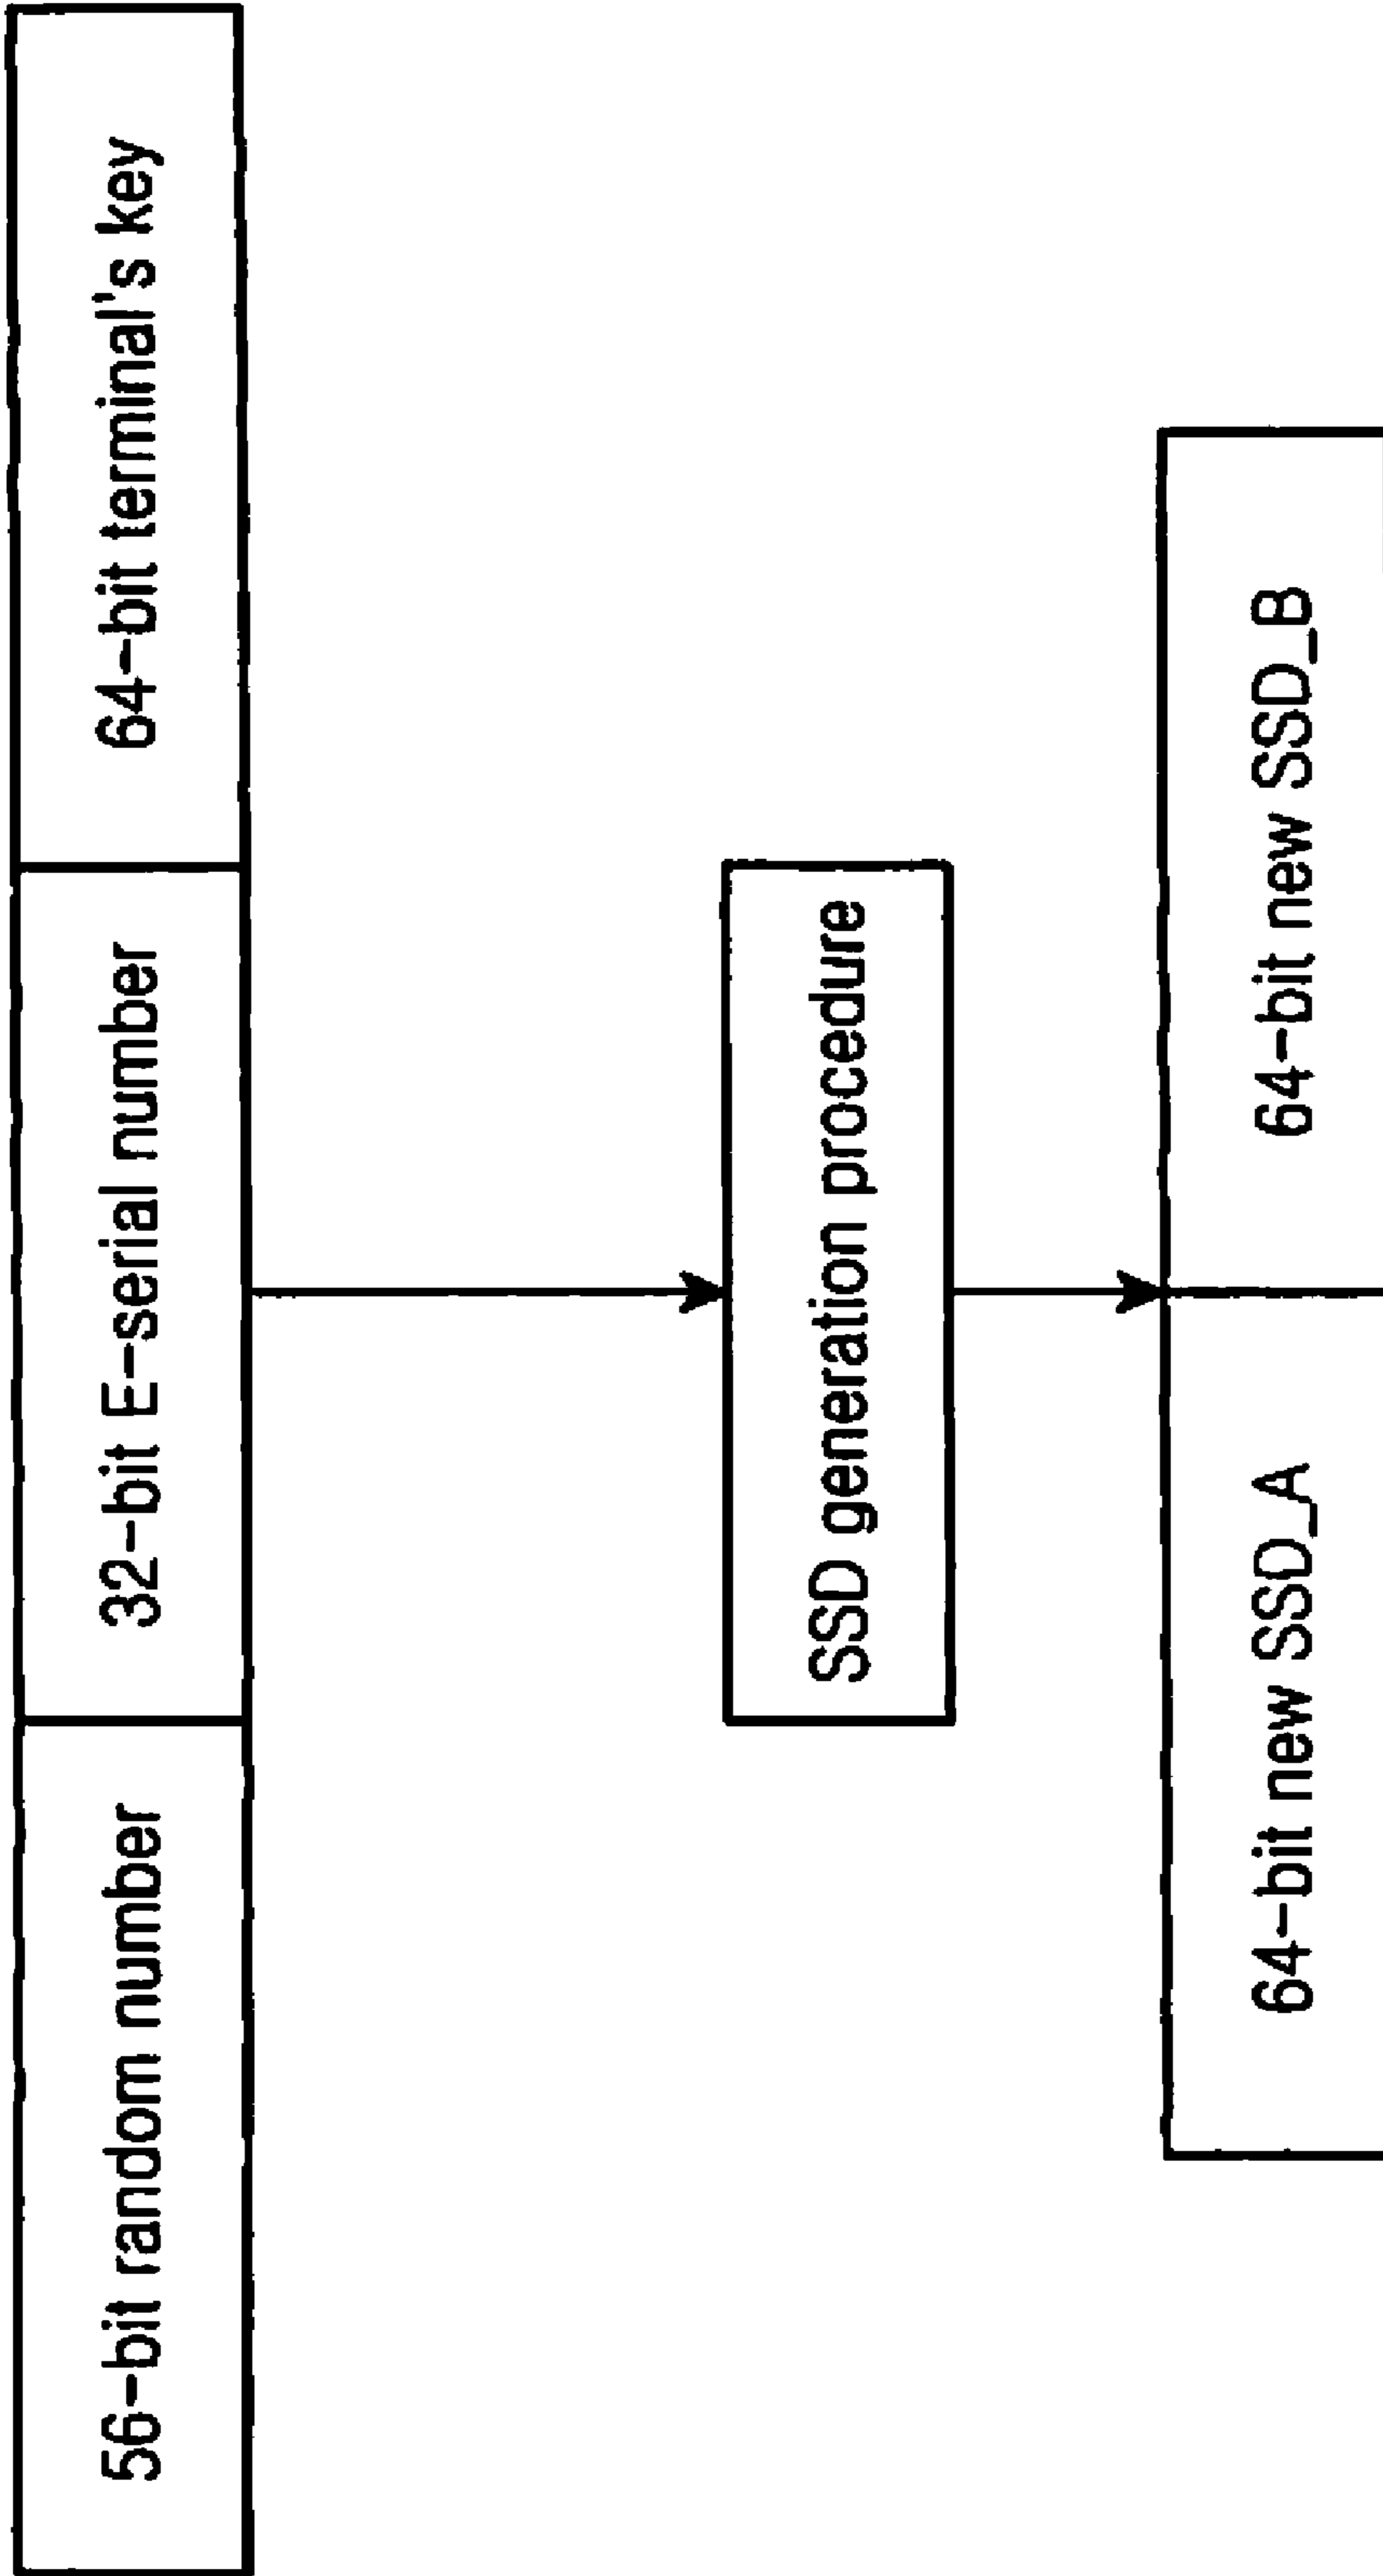 56-bit random number
32-bit E-serial number
64-bit terminal's key
SSD generation procedure
64-bit new SSD_A
64-bit new SSD_B